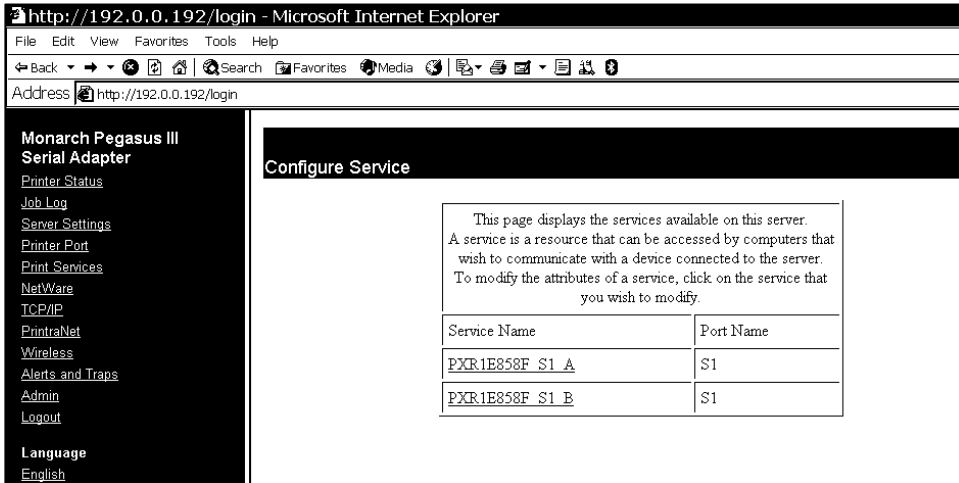 http://192.0.0.192/login - Microsoft Internet Explorer
File Edit View Favorites Tools Help
Back Search Favorites Media
Address http://192.0.0.192/login
Monarch Pegasus III
Serial Adapter
Printer Status
Job Log
Server Settings
Printer Port
Print Services
NetWare
TCP/IP
PrintraNet
Wireless
Alerts and Traps
Admin
Logout
Language
English
Configure Service
This page displays the services available on this server.
A service is a resource that can be accessed by computers that
wish to communicate with a device connected to the server.
To modify the attributes of a service, click on the service that
you wish to modify.
Service Name Port Name
PXR1E858F_S1_A S1
PXR1E858F_S1_B S1